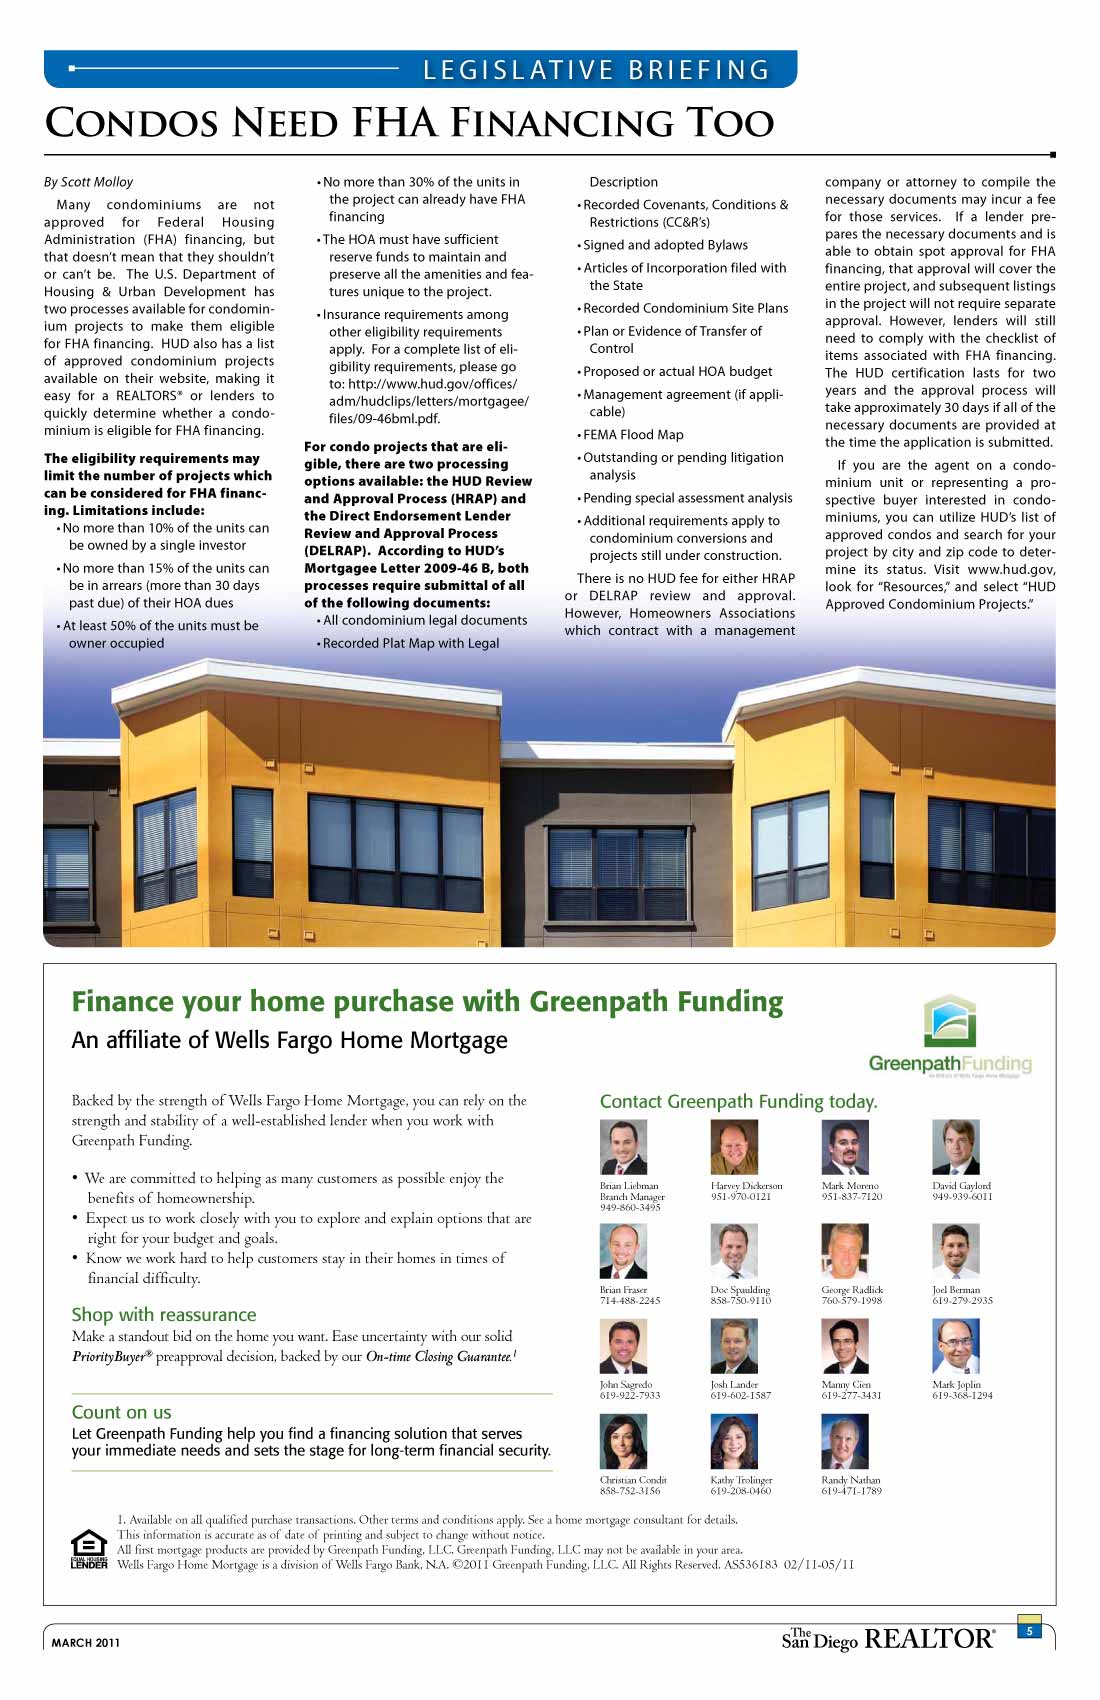 LEGISLATIVE BRIEFING
CONDOS NEED FHA FINANCING TOO
By Scott Molloy
Many condominiums are not
approved for Federal Housing
Administration (FHA) financing, but
that doesn't mean that they shouldn't
or can't be. The U.S. Department of
Housing & Urban Development has
two processes available for condomin-
ium projects to make them eligible
for FHA financing. HUD also has a list
of approved condominium projects
available on their website, making it
easy for a REALTORS® or lenders to
quickly determine whether a condo-
minium is eligible for FHA financing.
The eligibility requirements may
limit the number of projects which
can be considered for FHA financ-
ing. Limitations include:
• No more than 10% of the units can
be owned by a single investor
• No more than 15% of the units can
be in arrears (more than 30 days
past due) of their HOA dues
• At least 50% of the units must be
owner occupied
• No more than 30% of the units in
the project can already have FHA
financing
• The HOA must have sufficient
reserve funds to maintain and
preserve all the amenities and fea-
tures unique to the project.
• Insurance requirements among
other eligibility requirements
apply. For a complete list of eli-
gibility requirements, please go
to: http://www.hud.gov/offices/
adm/hudclips/letters/mortgagee/
files/09-46bml.pdf.
For condo projects that are eli-
gible, there are two processing
options available: the HUD Review
and Approval Process (HRAP) and
the Direct Endorsement Lender
Review and Approval Process
(DELRAP). According to HUD's
Mortgagee Letter 2009-46 B, both
processes require submittal of all
of the following documents:
• All condominium legal documents
• Recorded Plat Map with Legal
Description
• Recorded Covenants, Conditions &
Restrictions (CC&R's)
• Signed and adopted Bylaws
• Articles of Incorporation filed with
the State
• Recorded Condominium Site Plans
• Plan or Evidence of Transfer of
Control
• Proposed or actual HOA budget
• Management agreement (if appli-
cable)
• FEMA Flood Map
• Outstanding or pending litigation
analysis
• Pending special assessment analysis
• Additional requirements apply to
condominium conversions and
projects still under construction.
There is no HUD fee for either HRAP
or DELRAP review and approval.
However, Homeowners Associations
which contract with a management
company or attorney to compile the
necessary documents may incur a fee
for those services. If a lender pre-
pares the necessary documents and is
able to obtain spot approval for FHA
financing, that approval will cover the
entire project, and subsequent listings
in the project will not require separate
approval. However, lenders will still
need to comply with the checklist of
items associated with FHA financing.
The HUD certification lasts for two
years and the approval process will
take approximately 30 days if all of the
necessary documents are provided at
the time the application is submitted.
If you are the agent on a condo-
minium unit or representing a pro-
spective buyer interested in condo-
miniums, you can utilize HUD's list of
approved condos and search for your
project by city and zip code to deter-
mine its status. Visit www.hud.gov,
look for "Resources," and select "HUD
Approved Condominium Projects."
Finance your home purchase with Greenpath Funding
An affiliate of Wells Fargo Home Mortgage
GreenpathFunding
Backed by the strength of Wells Fargo Home Mortgage, you can rely on the
strength and stability of a well-established lender when you work with
Greenpath Funding.
• We are committed to helping as many customers as possible enjoy the
benefits of homeownership.
• Expect us to work closely with you to explore and explain options that are
right for your budget and goals.
• Know we work hard to help customers stay in their homes in times of
financial difficulty.
Shop with reassurance
Make a standout bid on the home you want. Ease uncertainty with our solid
PriorityBuyer® preapproval decision, backed by our On-time Closing Guarantee.1
Count on us
Let Greenpath Funding help you find a financing solution that serves
your immediate needs and sets the stage for long-term financial security.
Contact Greenpath Funding today.
Brian Liebman
Branch Manager
949-860-3495
Harvey Dickerson
951-970-0121
Mark Moreno
951-837-7120
David Gaylord
949-939-6011
Brian Fraser
714-488-2245
Doc Spaulding
858-750-9110
George Radlick
760-579-1998
Joel Berman
619-279-2935
John Sagredo
619-922-7933
Josh Lander
619-602-1587
Manny Cien
619-277-3431
Mark Joplin
619-368-1294
Christian Condit
858-752-3156
Kathy Trolinger
619-208-0460
Randy Nathan
619-471-1789
EQUAL HOUSING
LENDER
1. Available on all qualified purchase transactions. Other terms and conditions apply. See a home mortgage consultant for details.
This information is accurate as of date of printing and subject to change without notice.
All first mortgage products are provided by Greenpath Funding, LLC. Greenpath Funding, LLC may not be available in your area.
Wells Fargo Home Mortgage is a division of Wells Fargo Bank, N.A. ©2011 Greenpath Funding, LLC. All Rights Reserved. AS536183 02/11-05/11
MARCH 2011
The San Diego REALTOR®
5